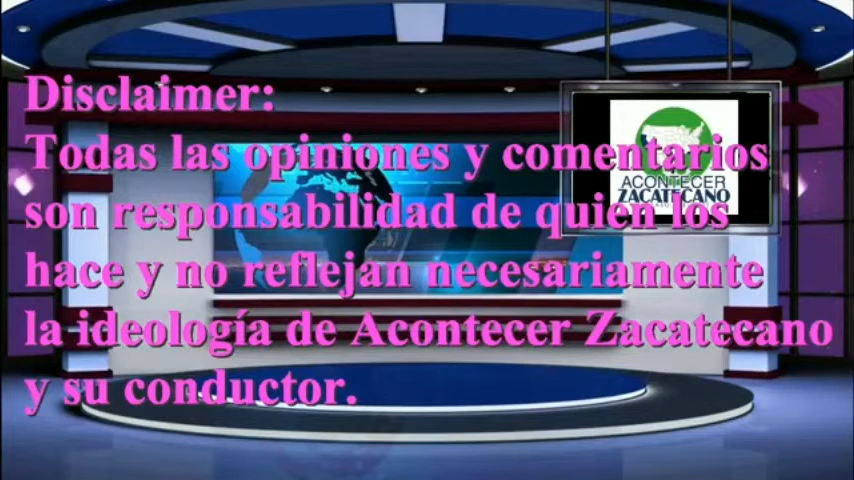 Disclaimer:
Todas las opiniones y comentarios
son responsabilidad de quien los
hace y no reflejan necesariamente
la ideología de Acontecer Zacatecano
y su conductor.
ACONTECER
ZACATECANO